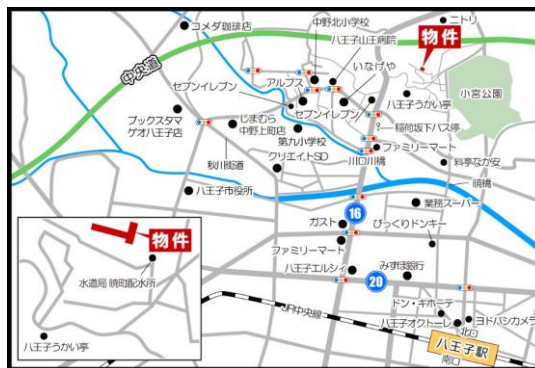 コメダ珈琲店
中野北小学校
ニトリ
八王子山王病院
物件
いなげや
中央道
アルプス
セブンイレブン
小宮公園
八王子うかい亭
ブックスタマ
ゲオ八王子店
しまむら
中野上町店
セブンイレブン
稲荷坂下バス停
第九小学校
ファミリーマート
川口川橋
秋川街道
クリエイトSD
料亭なか安
暁橋
八王子市役所
業務スーパー
16
ガスト
びっくりドンキー
物件
ファミリーマート
水道局 暁町配水所
八王子エルシィ
みずほ銀行
20
ドン・キホーテ
JR中央線
八王子オクトーレ
ヨドバシカメラ
北口
八王子うかい亭
八王子駅
南口